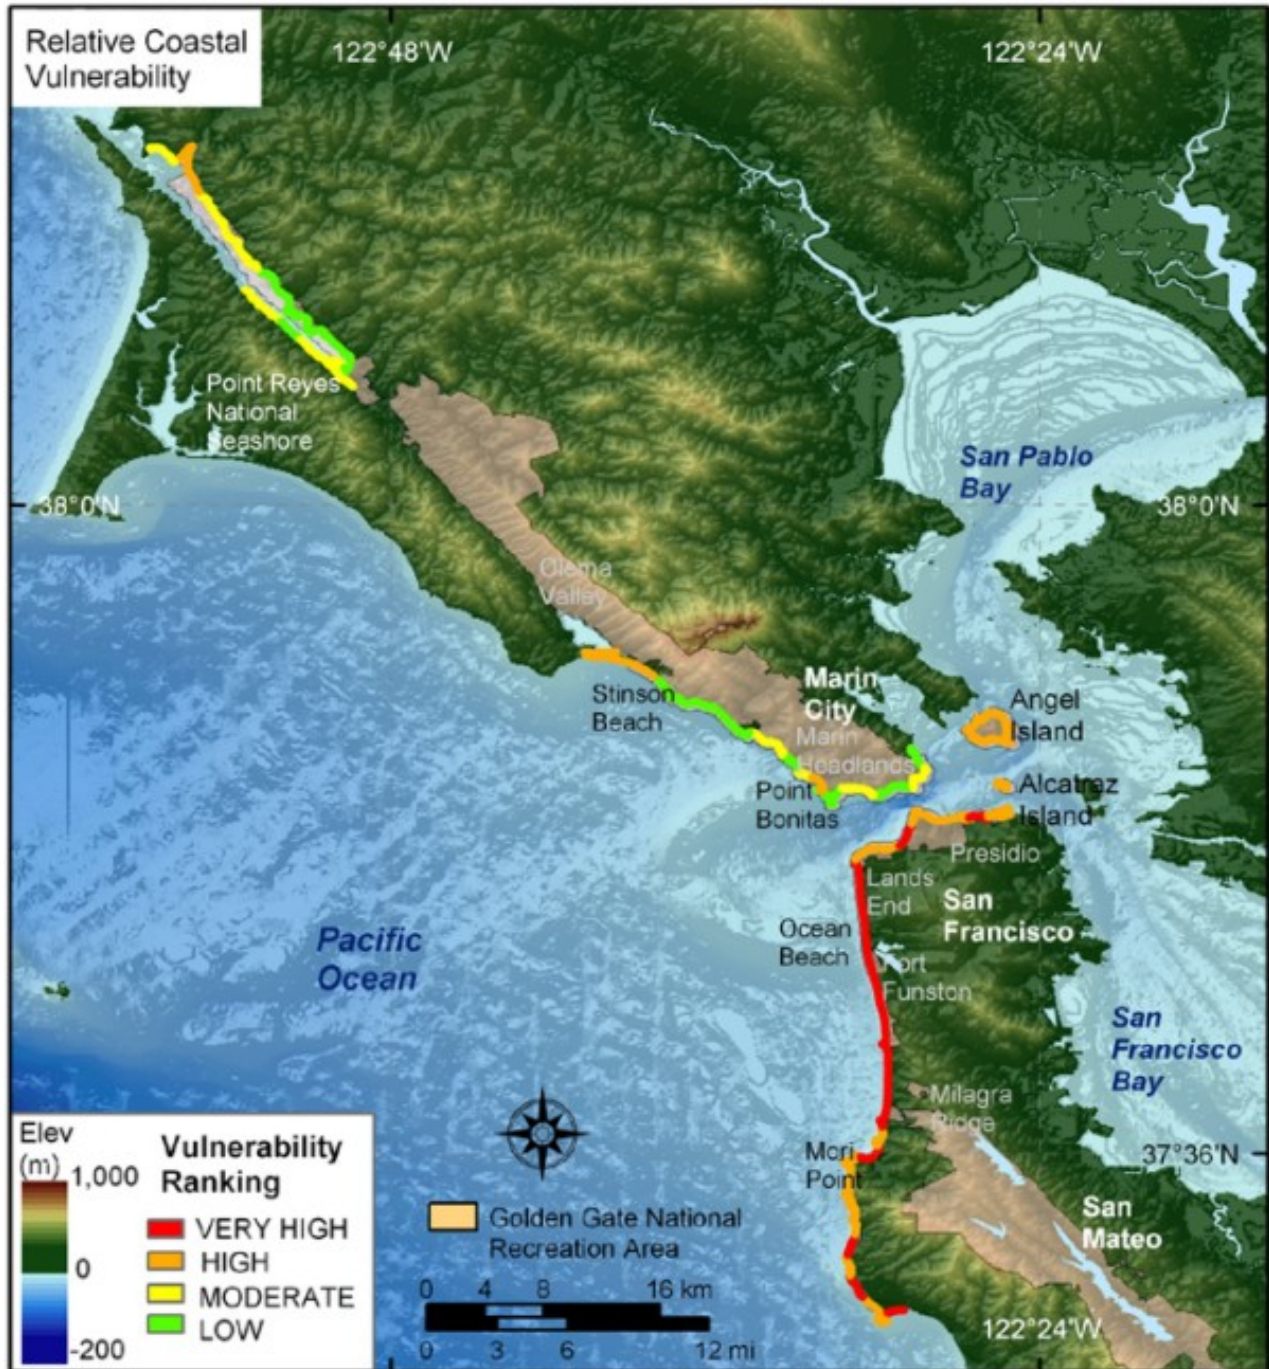 Relative Coastal
Vulnerability
122°48'W
122°24'W
Point Reyes
National
Seashore
San Pablo
Bay
38°0'N
38°0'N
Olema
Valley
Stinson
Beach
Marin
City
Marin
Headlands
Angel
Island
Point
Bonitas
Alcatraz
Island
Presidio
Lands
End
San
Francisco
Ocean
Beach
Fort
Funston
Pacific
Ocean
San
Francisco
Bay
Milagra
Ridge
Mori
Point
37°36'N
San
Mateo
122°24'W
Elev
(m)
1,000
0
-200
Vulnerability
Ranking
VERY HIGH
HIGH
MODERATE
LOW
Golden Gate National
Recreation Area
0 4 8 16 km
0 3 6 12 mi